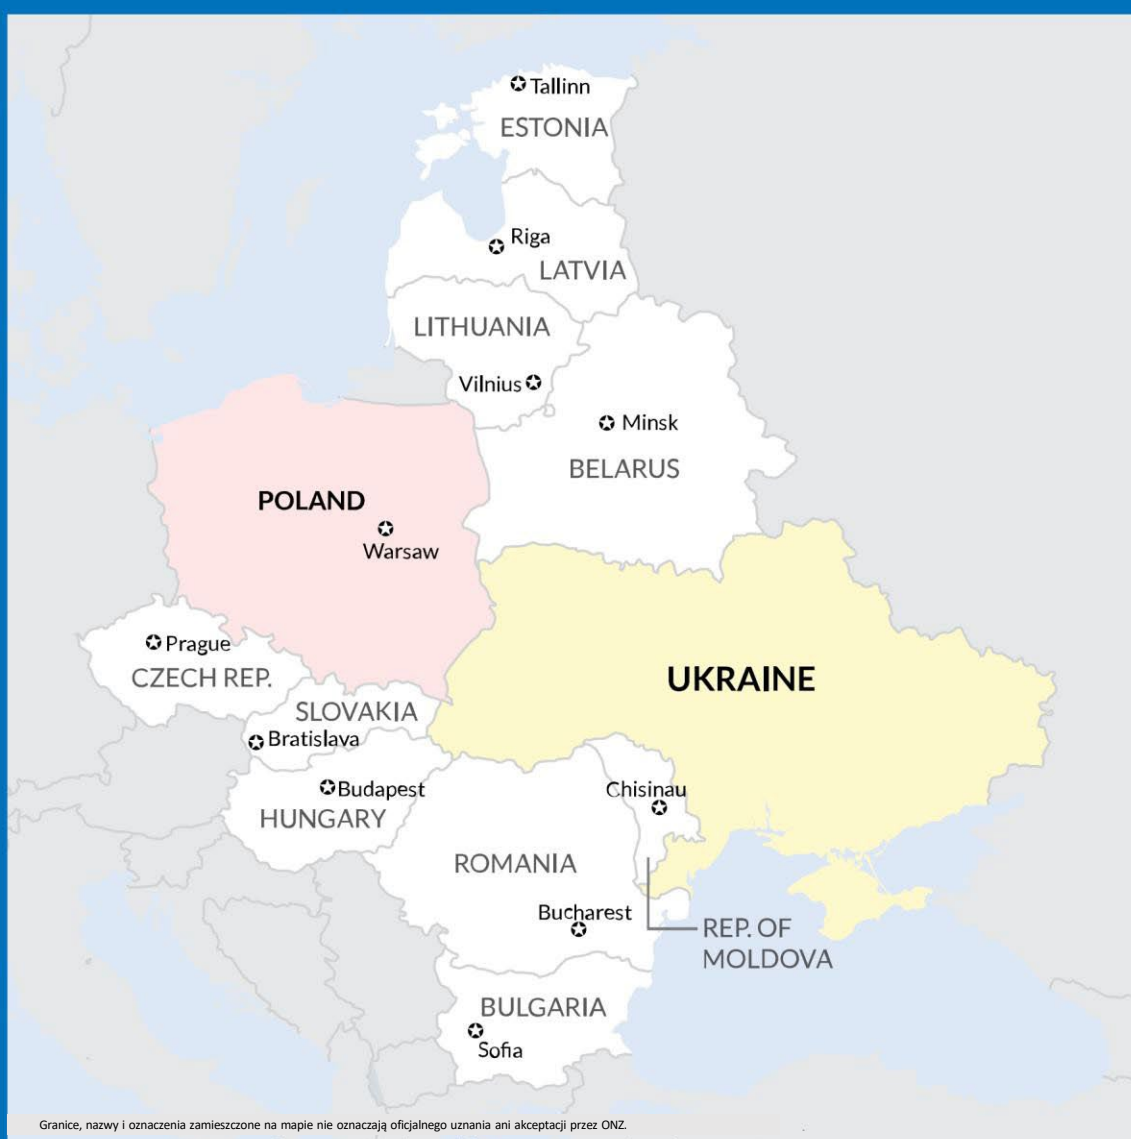 Tallinn
ESTONIA
Riga
LATVIA
LITHUANIA
Vilnius
Minsk
BELARUS
POLAND
Warsaw
Prague
CZECH REP.
UKRAINE
SLOVAKIA
Bratislava
Budapest
HUNGARY
Chisinau
ROMANIA
Bucharest
REP. OF
MOLDOVA
BULGARIA
Sofia
Granice, nazwy i oznaczenia zamieszczone na mapie nie oznaczają oficjalnego uznania ani akceptacji przez ONZ.